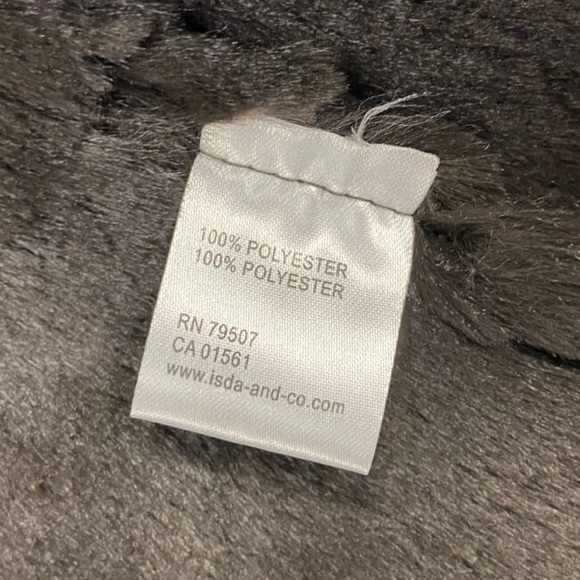 100% POLYESTER
100% POLYESTER
RN 79507
CA 01561
www.isda-and-co.com